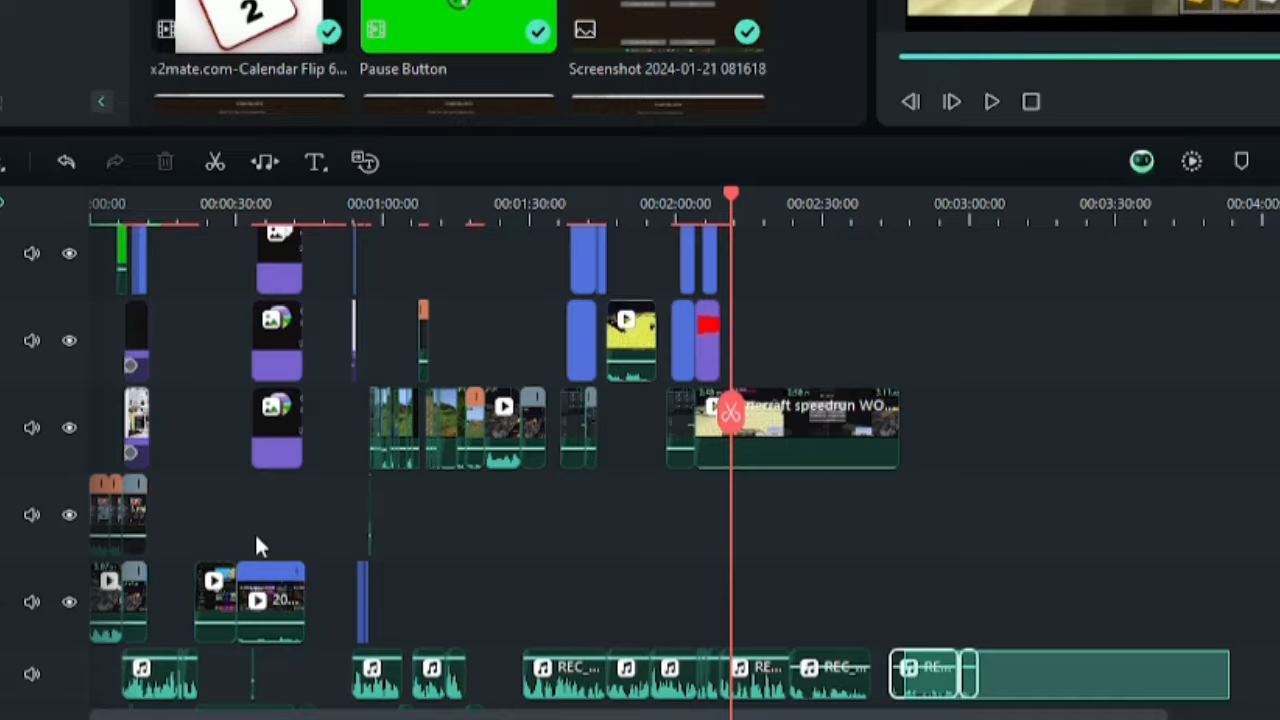 2
x2mate.com-Calendar Flip 6...
Pause Button
Screenshot 2024-01-21 081618
:00:00
00:00:30:00
00:01:00:00
00:01:30:00
00:02:00:00
00:02:30:00
00:03:00:00
00:03:30:00
00:04:00
necraft speedrun WO...
20...
REC_...
RE...
REC_...
RE...